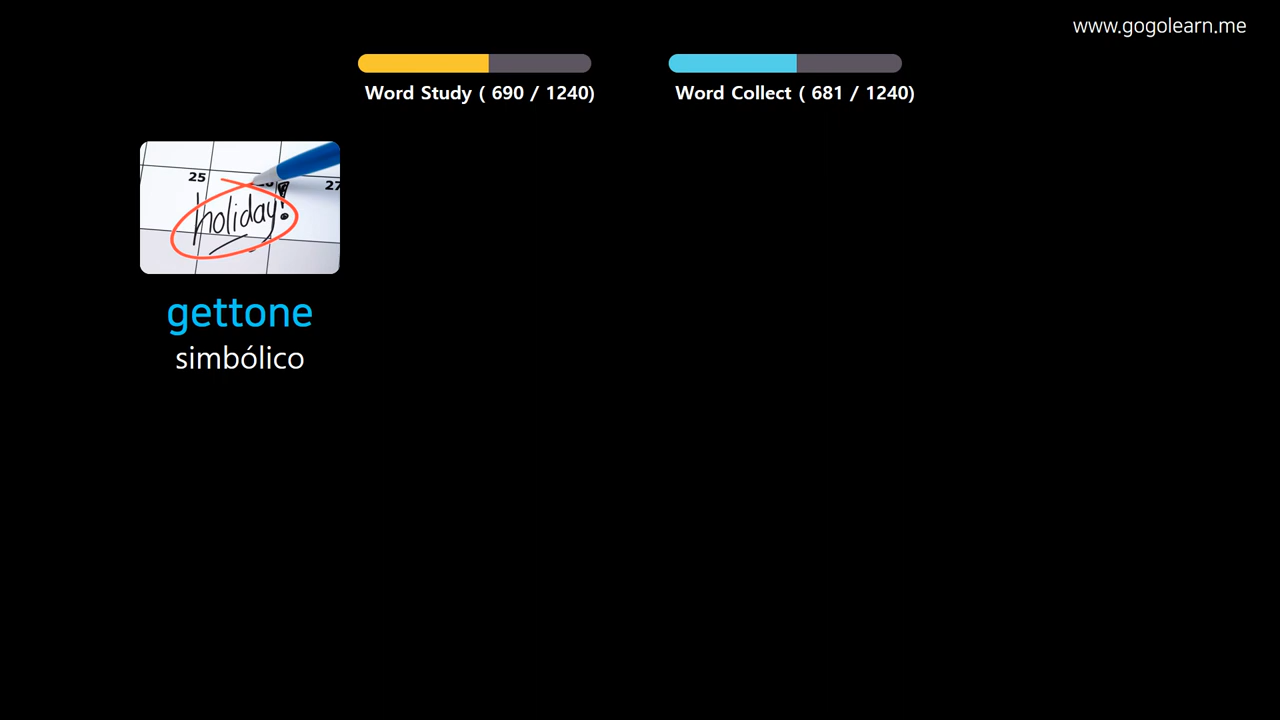 www.gogolearn.me
Word Study ( 690 / 1240)
Word Collect ( 681 / 1240)
25
27
holiday!
gettone
simbólico